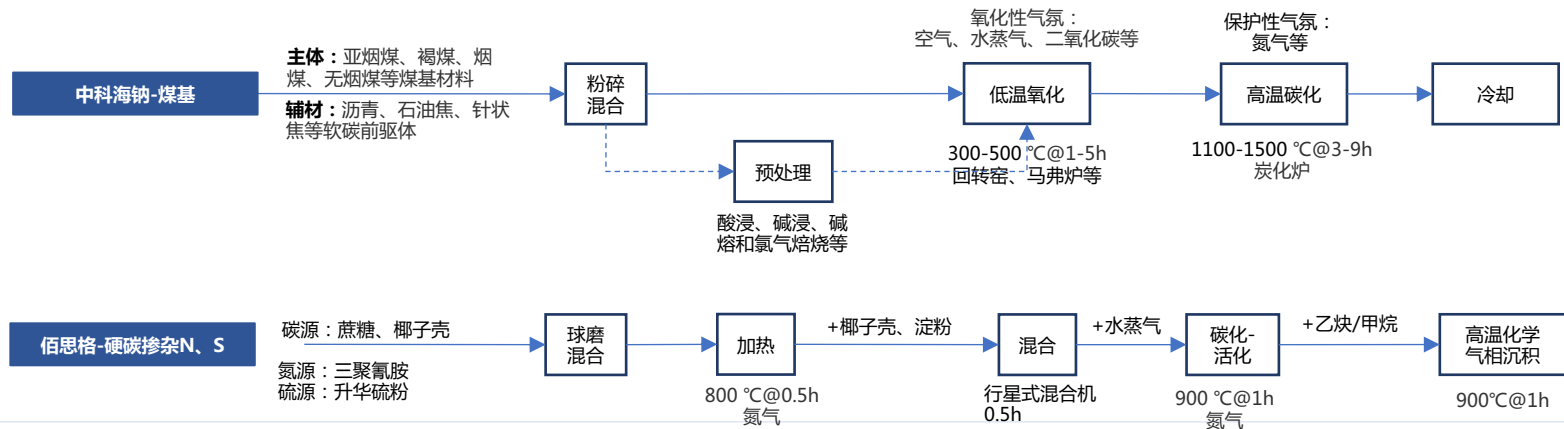 中科海钠-煤基
主体：亚烟煤、褐煤、烟
煤、无烟煤等煤基材料
辅材：沥青、石油焦、针状
焦等软碳前驱体
粉碎
混合
预处理
酸浸、碱浸、碱
熔和氯气焙烧等
氧化性气氛：
空气、水蒸气、二氧化碳等
低温氧化
300-500 ℃@1-5h
回转窑、马弗炉等
保护性气氛：
氮气等
高温碳化
1100-1500 ℃@3-9h
炭化炉
冷却
佰思格-硬碳掺杂N、S
碳源：蔗糖、椰子壳
氮源：三聚氰胺
硫源：升华硫粉
球磨
混合
加热
800 ℃@0.5h
氮气
+椰子壳、淀粉
混合
行星式混合机
0.5h
+水蒸气
碳化-
活化
900 ℃@1h
氮气
+乙炔/甲烷
高温化学
气相沉积
900℃@1h